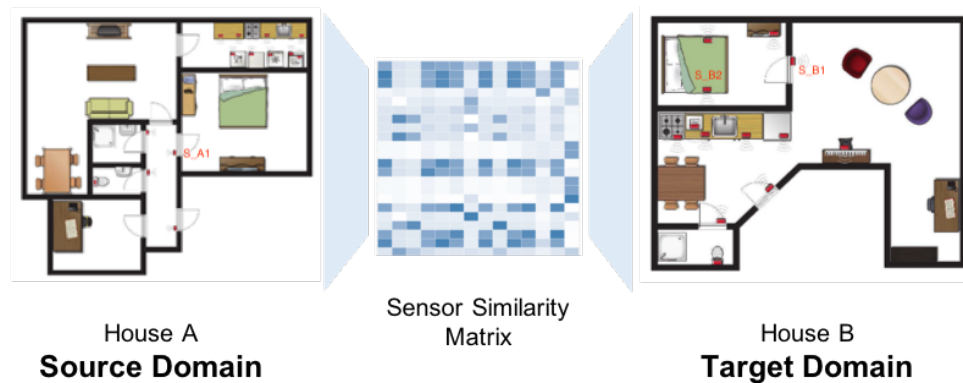 S_A1
S_B2
S_B1
Sensor Similarity
Matrix
House A
Source Domain
House B
Target Domain